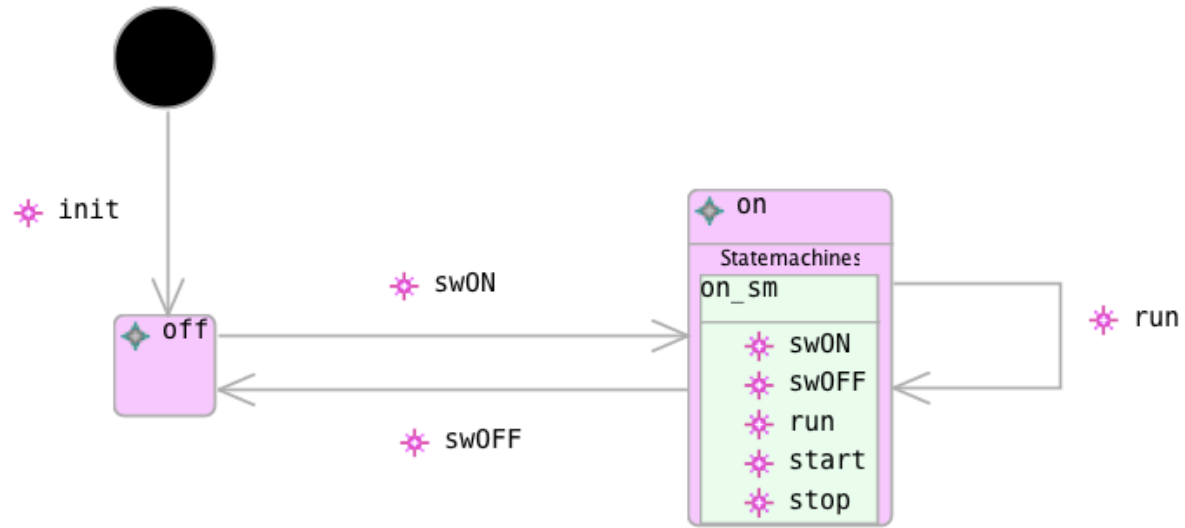 init
off
swON
swOFF
on
Statemachines
on_sm
swON
swOFF
run
start
stop
run